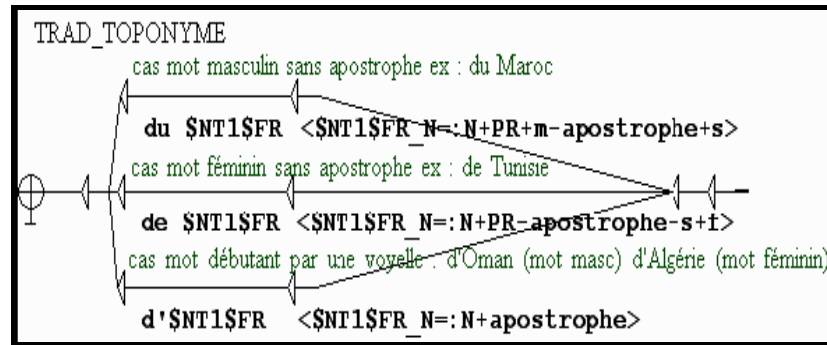 TRAD_TOPONYME
cas mot masculin sans apostrophe ex : du Maroc
du $NT1$FR <$NT1$FR_N=:N+PR+m-apostrophe+s>
cas mot féminin sans apostrophe ex : de Tunisie
de $NT1$FR <$NT1$FR_N=:N+PR-apostrophe-s+f>
cas mot débutant par une voyelle : d'Oman (mot masc) d'Algérie (mot féminin)
d'$NT1$FR <$NT1$FR_N=:N+apostrophe>